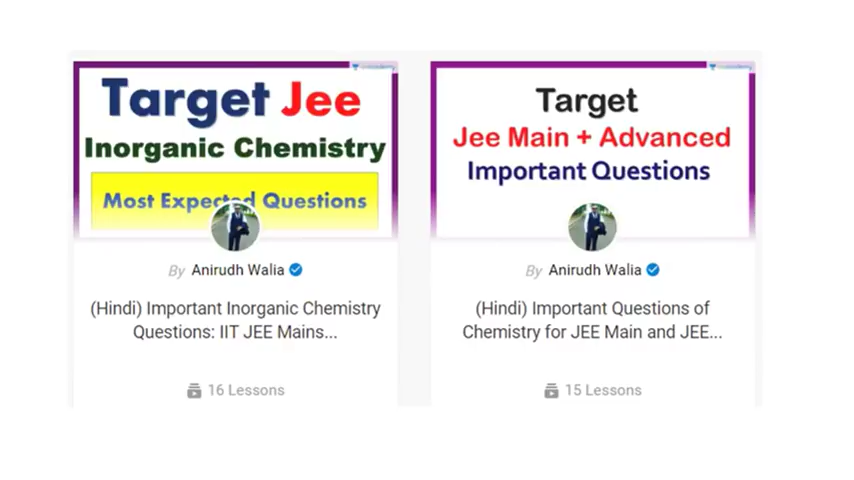 Target Jee
Inorganic Chemistry
Most Expected Questions
By Anirudh Walia
(Hindi) Important Inorganic Chemistry
Questions: IIT JEE Mains...
16 Lessons
Target
Jee Main + Advanced
Important Questions
By Anirudh Walia
(Hindi) Important Questions of
Chemistry for JEE Main and JEE...
15 Lessons